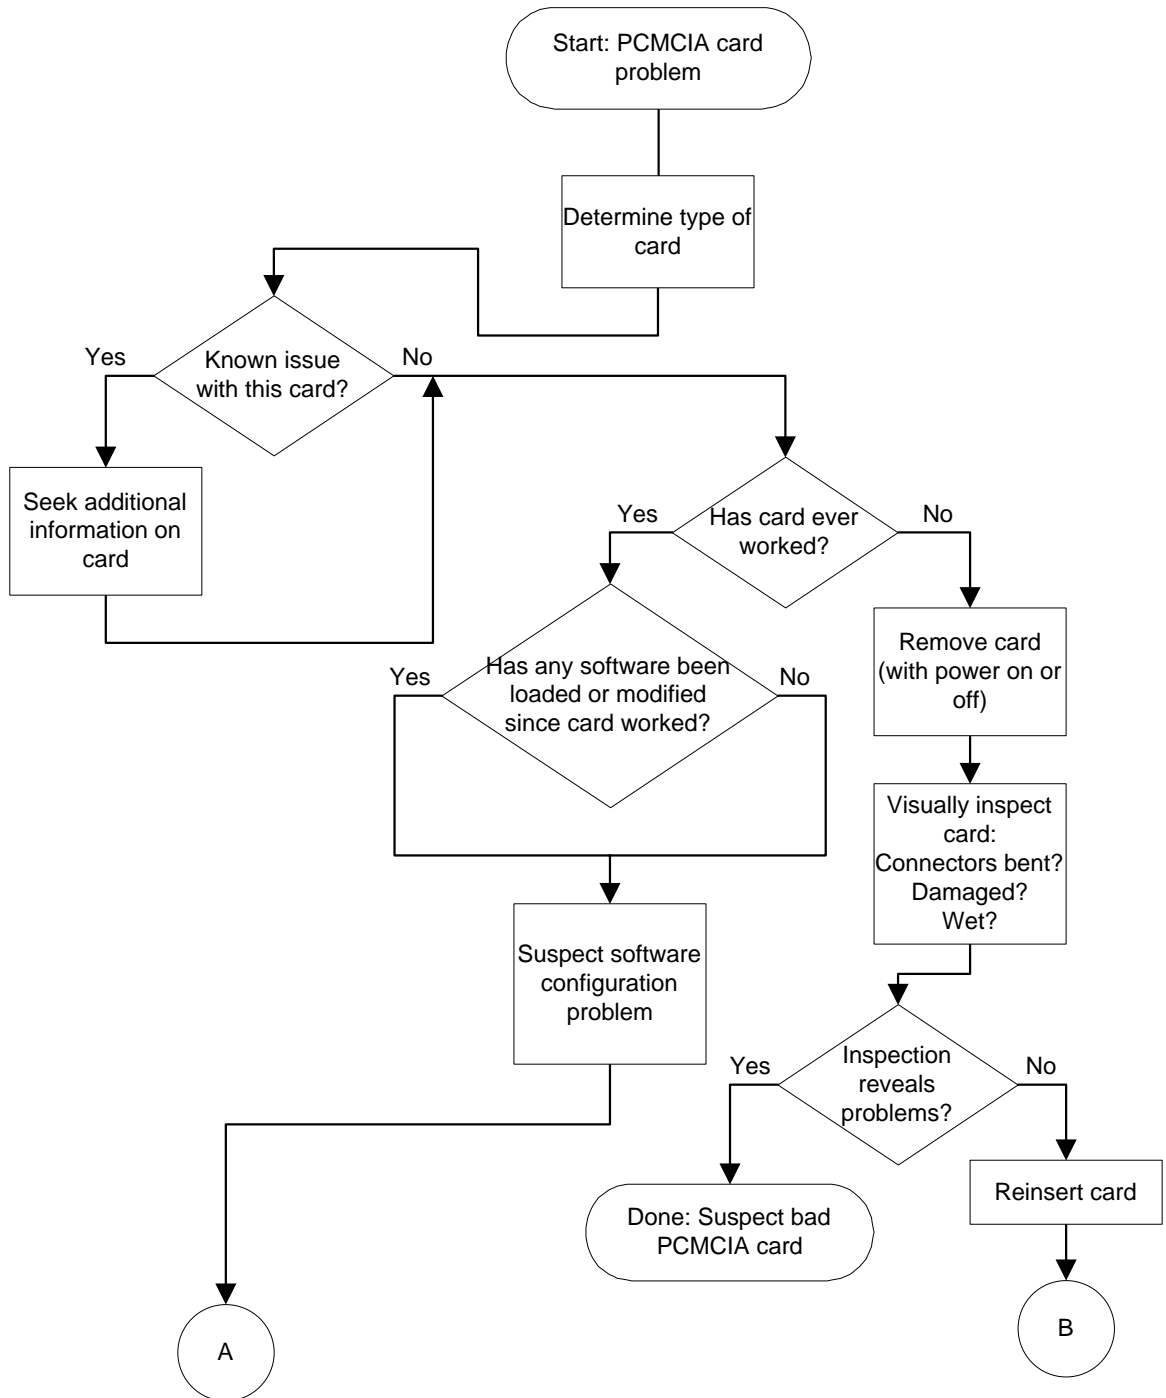 Start: PCMCIA card
problem
Determine type of
card
Yes
Known issue
with this card?
No
Seek additional
information on
card
Yes
Has card ever
worked?
No
Yes
Has any software been
loaded or modified
since card worked?
No
Remove card
(with power on or
off)
Visually inspect
card:
Connectors bent?
Damaged?
Wet?
Suspect software
configuration
problem
Yes
Inspection
reveals
problems?
No
Done: Suspect bad
PCMCIA card
Reinsert card
A
B